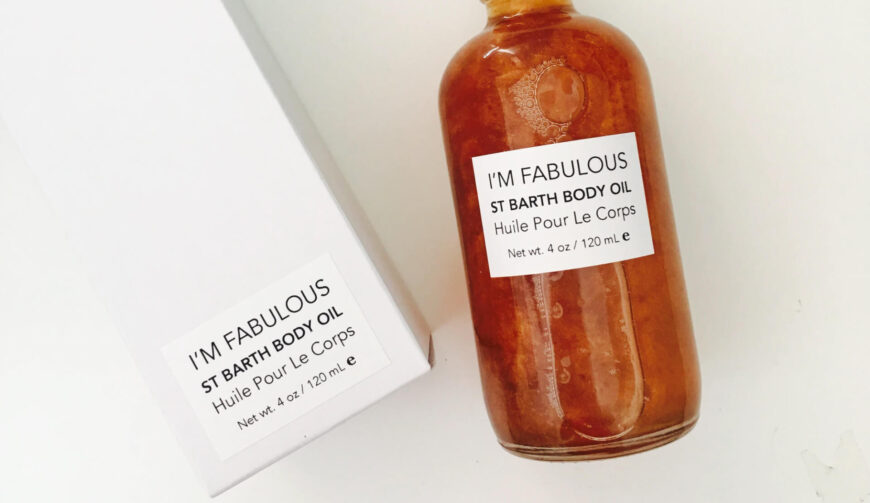 I'M FABULOUS
ST BARTH BODY OIL
Huile Pour Le Corps
Net wt. 4 oz / 120 mL e
I'M FABULOUS
ST BARTH BODY OIL
Huile Pour Le Corps
Net wt. 4 oz / 120 mL e